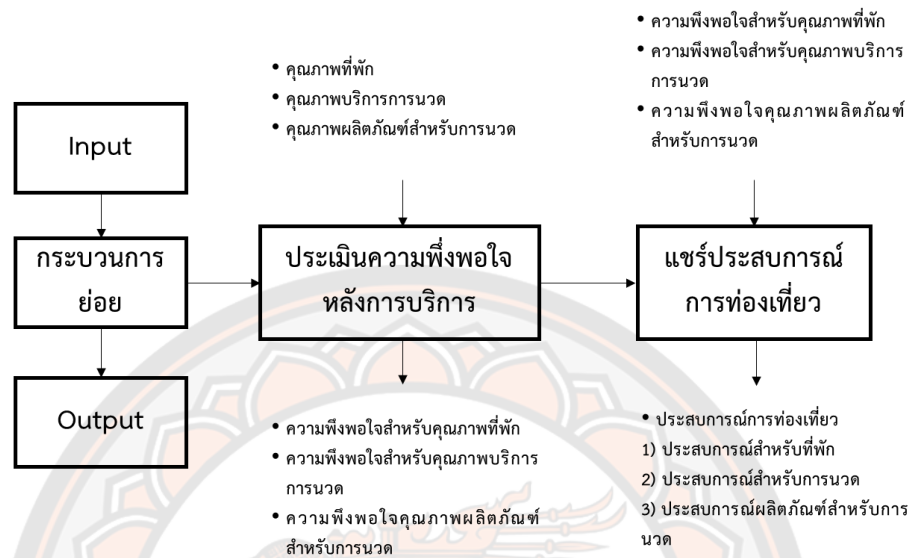 Input
กระบวนการ
ย่อย
Output
• คุณภาพที่พัก
• คุณภาพบริการการนวด
• คุณภาพผลิตภัณฑ์สำหรับการนวด
ประเมินความพึ่งพอใจ
หลังการบริการ
• ความพึงพอใจสำหรับคุณภาพที่พัก
• ความพึงพอใจสำหรับคุณภาพบริการ
การนวด
• ความพึงพอใจคุณภาพผลิตภัณฑ์
สำหรับการนวด
• ความพึงพอใจสำหรับคุณภาพที่พัก
• ความพึงพอใจสำหรับคุณภาพบริการ
การนวด
• ความพึงพอใจคุณภาพผลิตภัณฑ์
สำหรับการนวด
แชร์ประสบการณ์
การท่องเที่ยว
• ประสบการณ์การท่องเที่ยว
1) ประสบการณ์สำหรับที่พัก
2) ประสบการณ์สำหรับการนวด
3) ประสบการณ์ผลิตภัณฑ์สำหรับการ
นวด